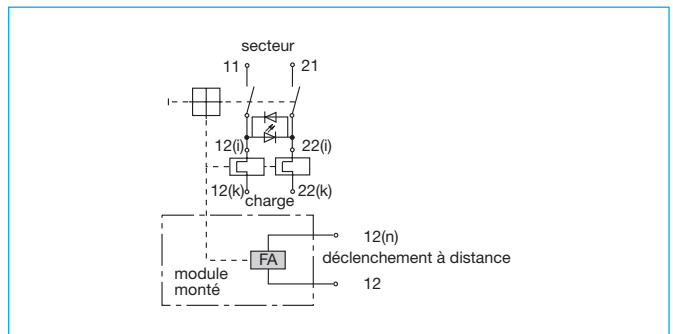 secteur
11 21
12(i) 22(i)
12(k) 22(k)
charge
12(n)
FA déclenchement à distance
module
monté
12